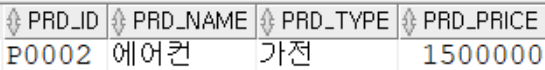 PRD_ID PRD_NAME PRD_TYPE PRD_PRICE
P0002 에어컨 가전 1500000